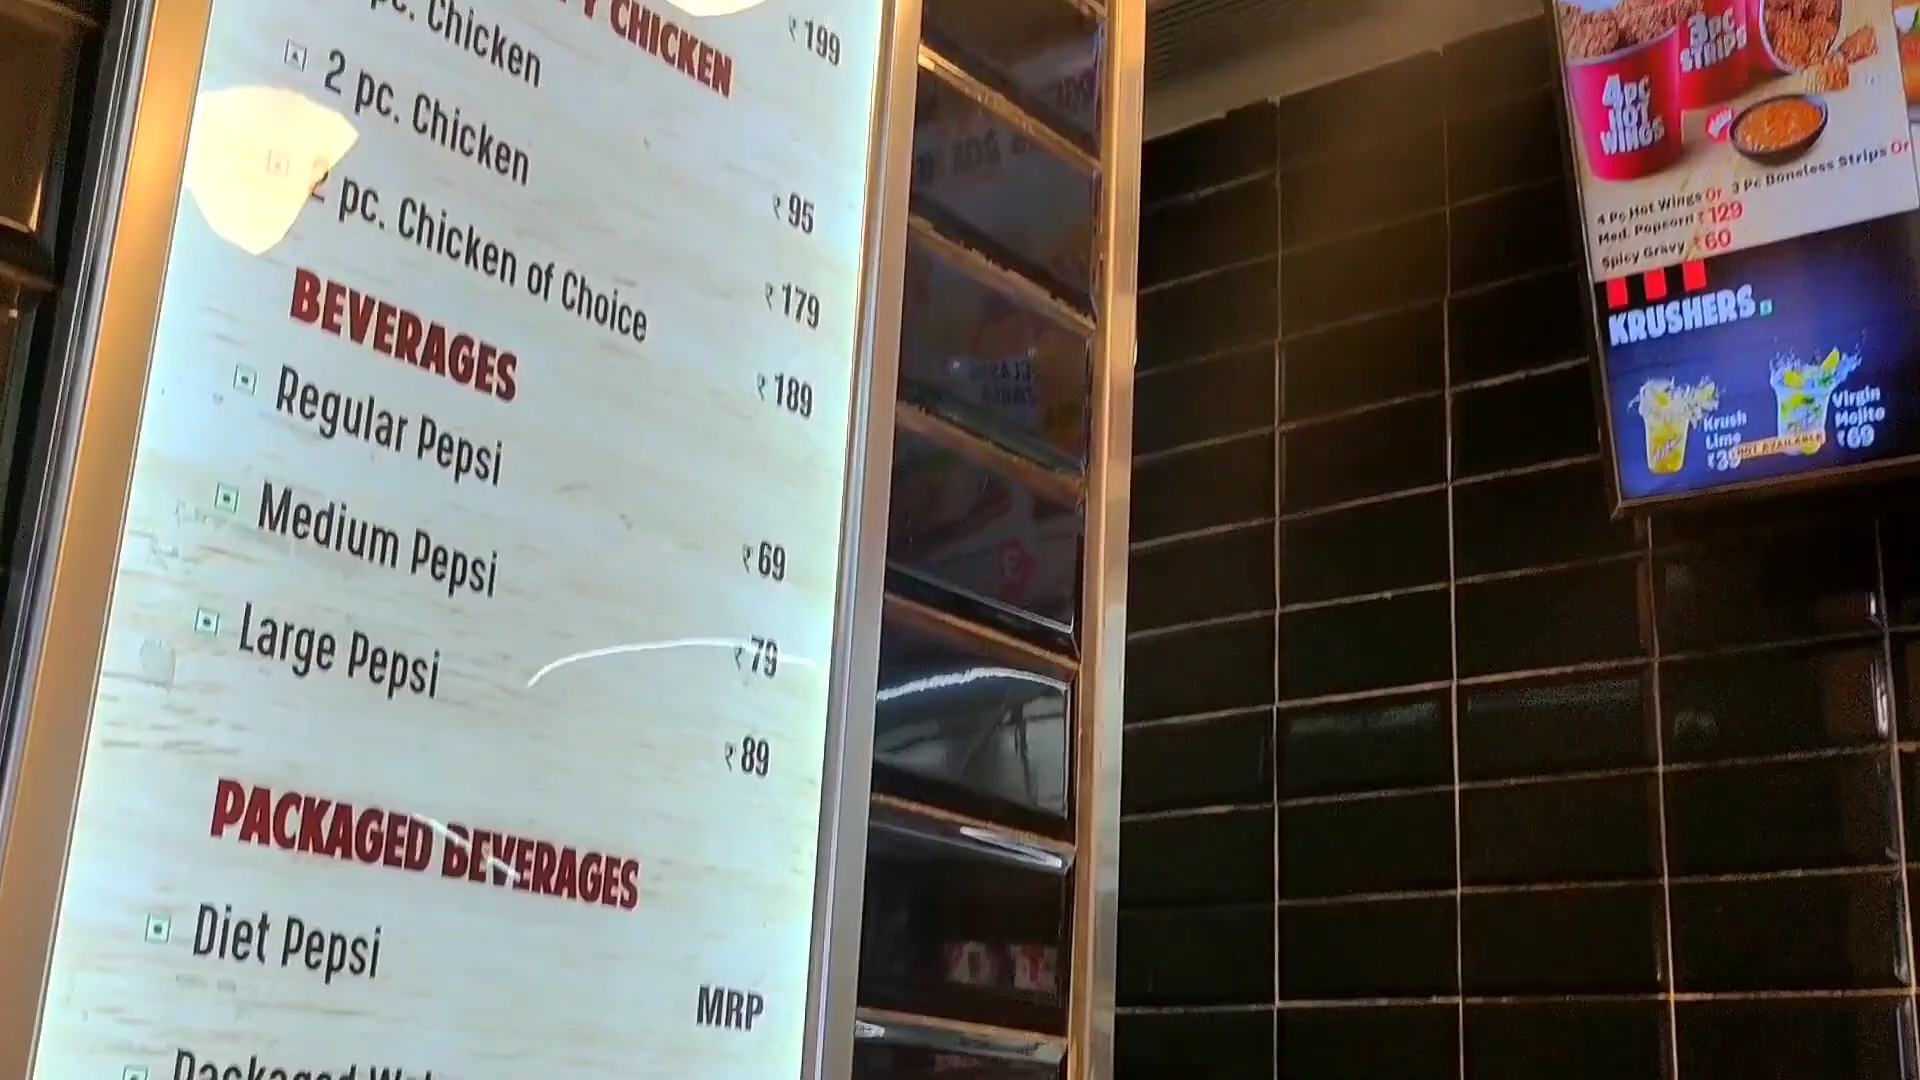 Y CHICKEN
₹ 199
pc. Chicken
₹ 95
2 pc. Chicken
₹ 179
2 pc. Chicken of Choice
₹ 189
BEVERAGES
Regular Pepsi
₹ 69
Medium Pepsi
₹ 79
Large Pepsi
₹ 89
PACKAGED BEVERAGES
Diet Pepsi
MRP
Packaged
4PC
HOT
WINGS
3PC
STRIPS
4 Pc Hot Wings Or 3 Pc Boneless Strips Or
Med. Popcorn ₹129
Spicy Gravy ₹60
KRUSHERS
Krush
Lime
₹39
Virgin
Mojito
₹69